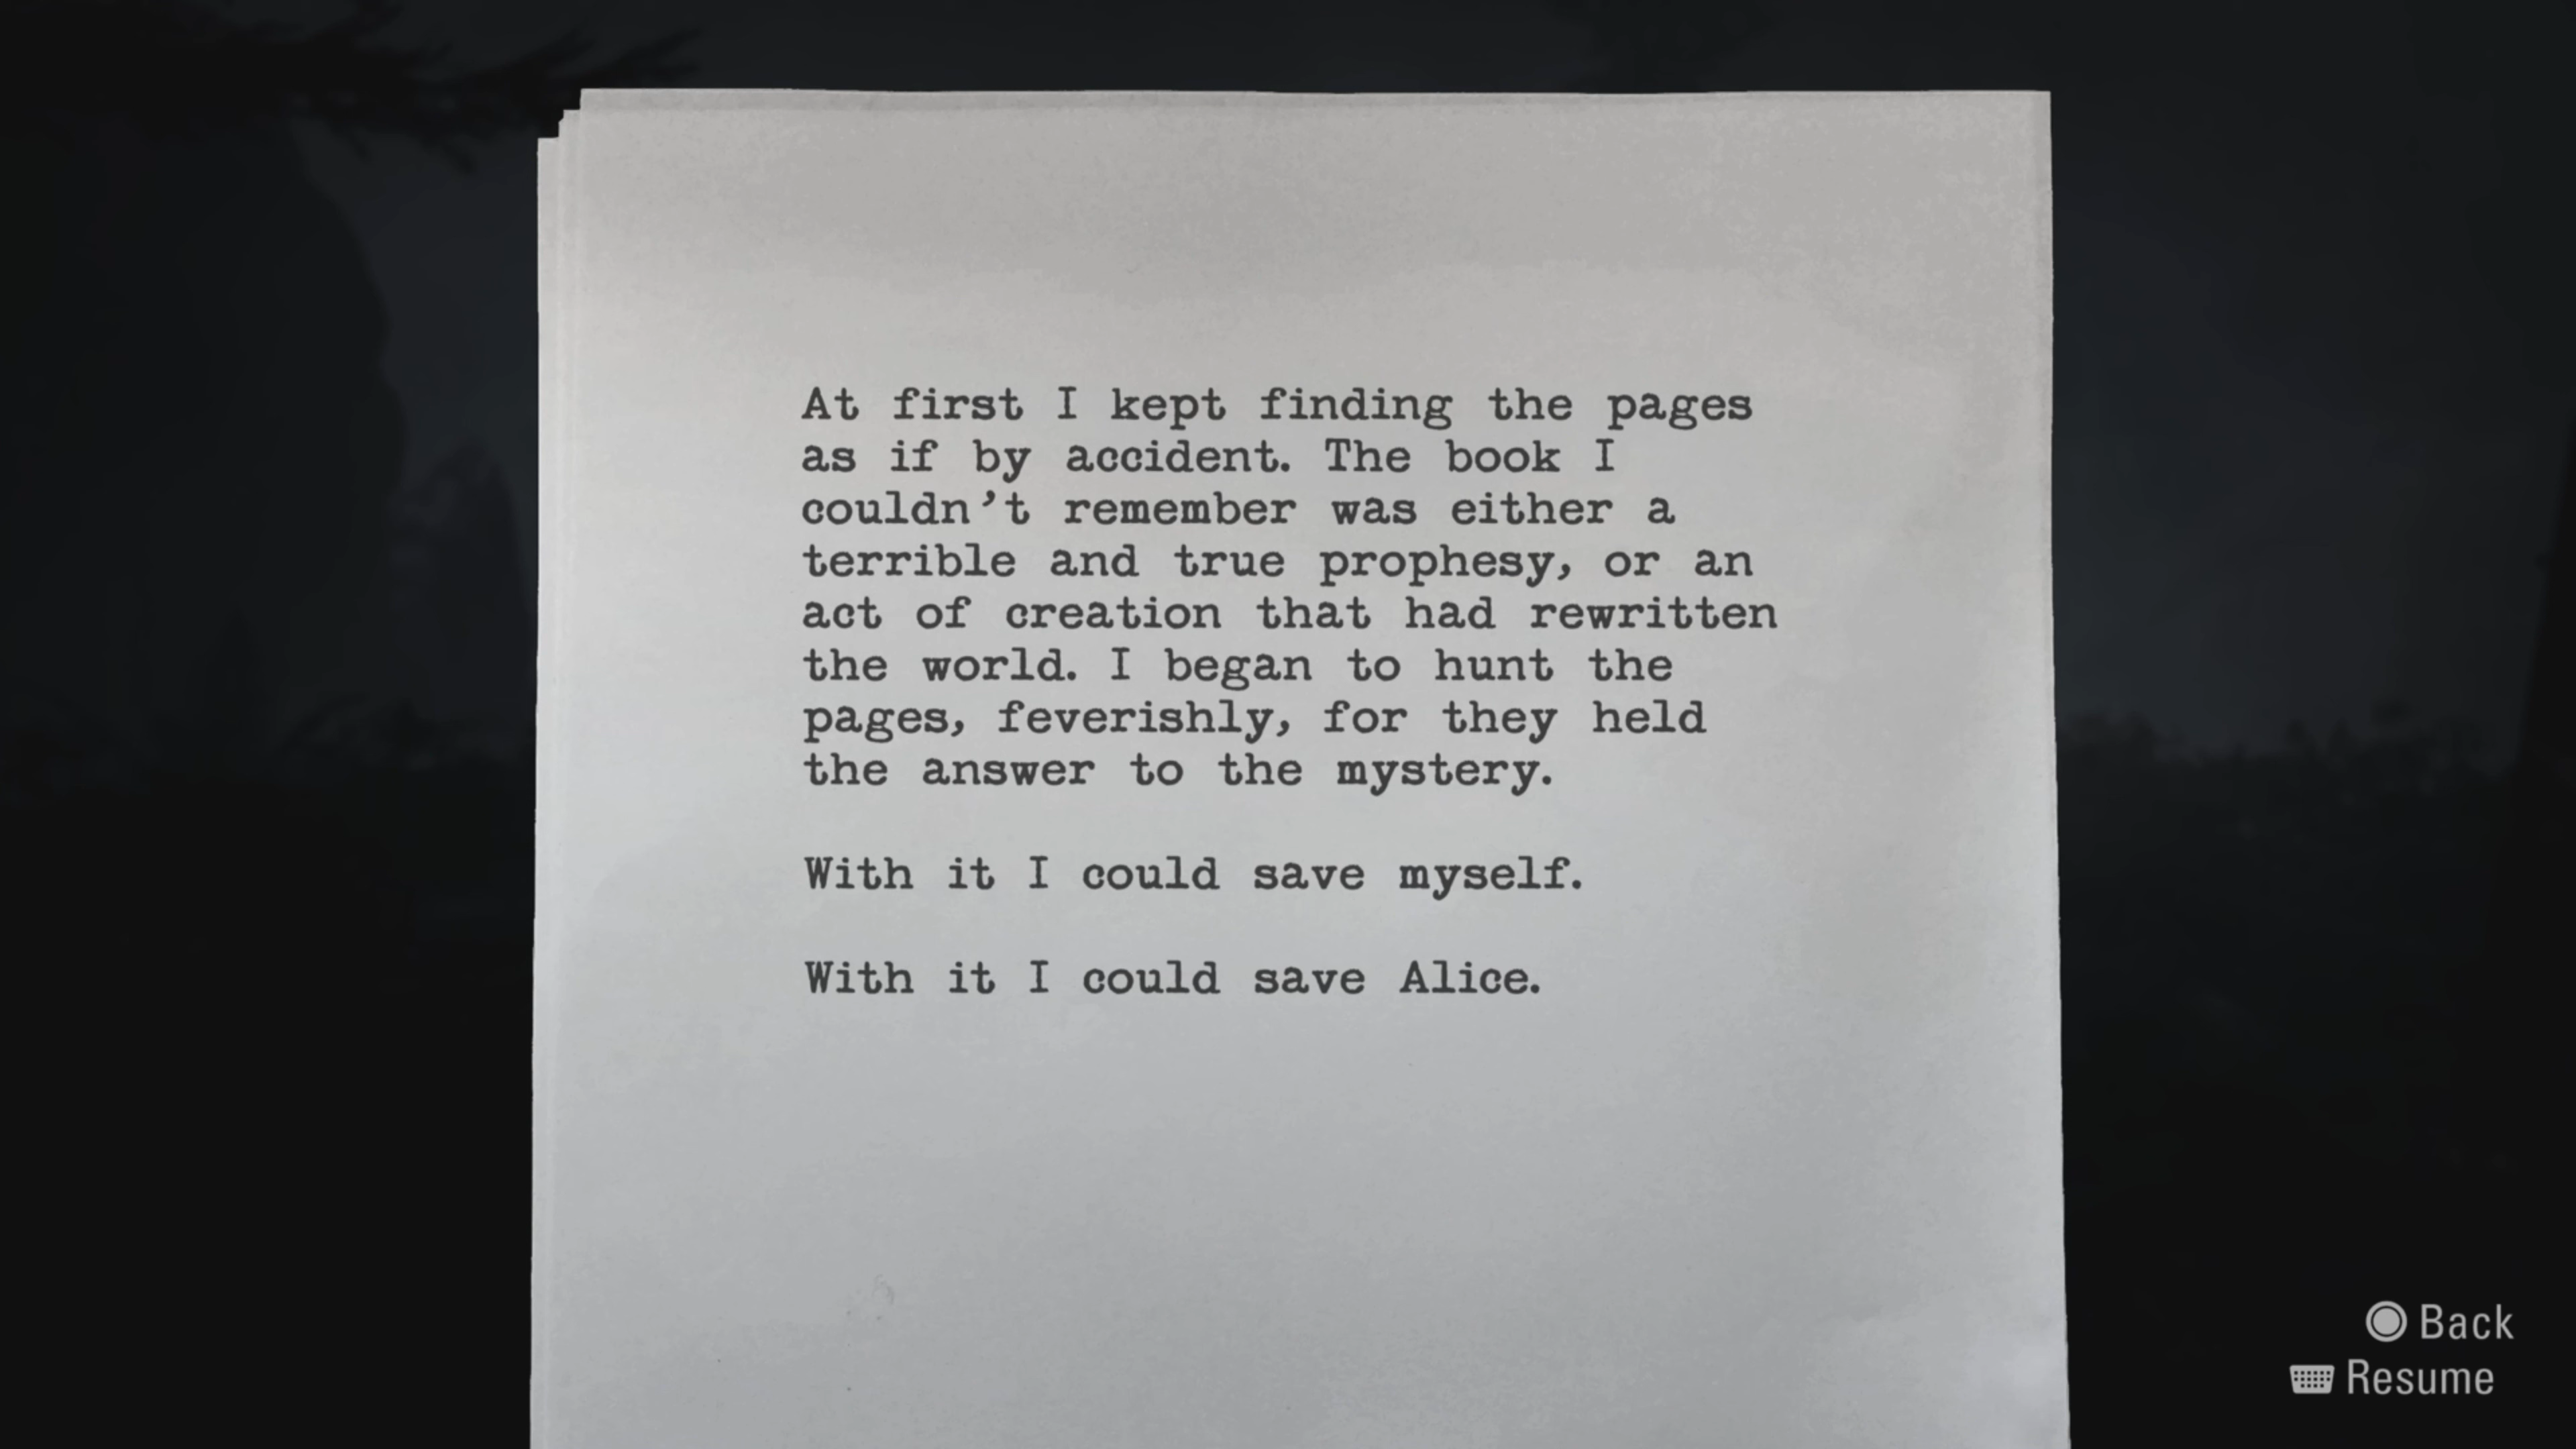 At first I kept finding the pages
as if by accident. The book I
couldn’t remember was either a
terrible and true prophesy, or an
act of creation that had rewritten
the world. I began to hunt the
pages, feverishly, for they held
the answer to the mystery.
With it I could save myself.
With it I could save Alice.
Back
Resume